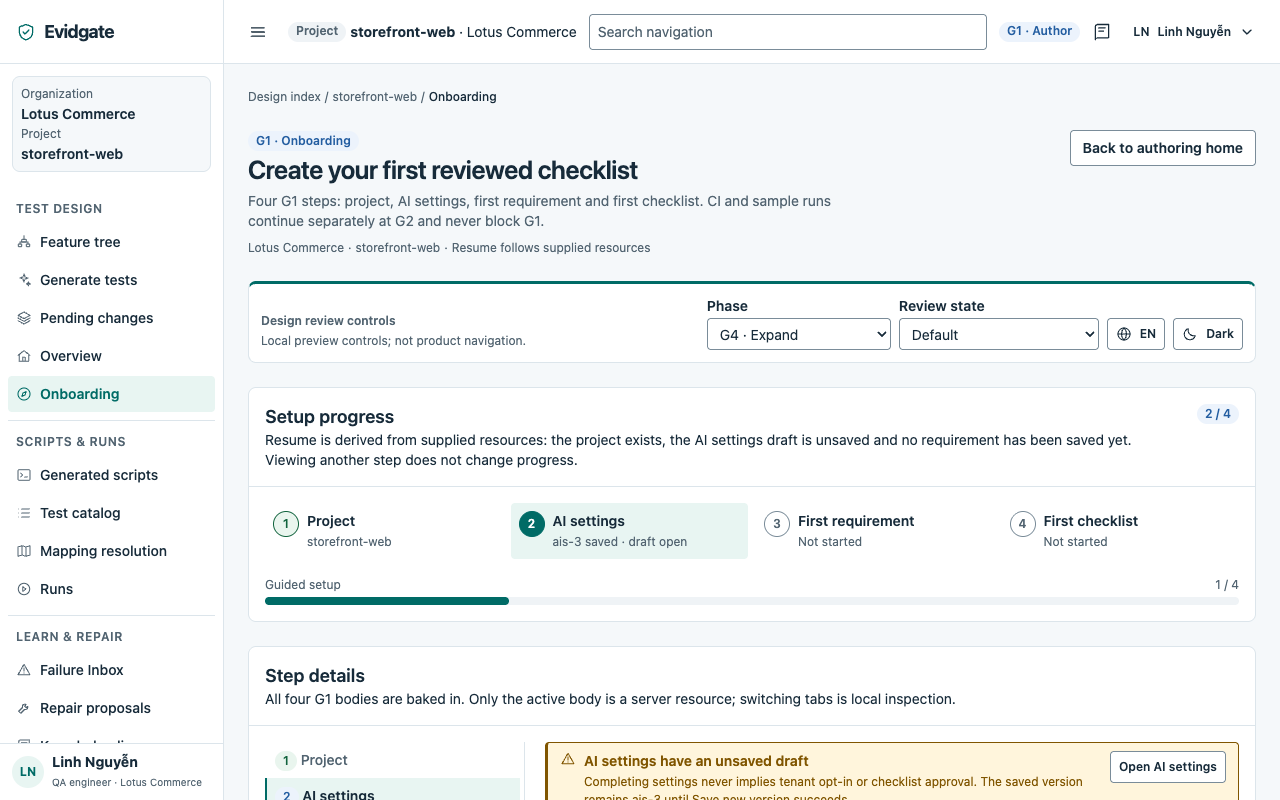 Evidgate
Project storefront-web · Lotus Commerce
Search navigation
G1 · Author
LN Linh Nguyễn
Organization
Lotus Commerce
Project
storefront-web
TEST DESIGN
Feature tree
Generate tests
Pending changes
Overview
Onboarding
SCRIPTS & RUNS
Generated scripts
Test catalog
Mapping resolution
Runs
LEARN & REPAIR
Failure Inbox
Repair proposals
LN
Linh Nguyễn
QA engineer · Lotus Commerce
Design index / storefront-web / Onboarding
G1 · Onboarding
Create your first reviewed checklist
Four G1 steps: project, AI settings, first requirement and first checklist. CI and sample runs
continue separately at G2 and never block G1.
Lotus Commerce · storefront-web · Resume follows supplied resources
Back to authoring home
Design review controls
Local preview controls; not product navigation.
Phase
G4 · Expand
Review state
Default
EN
Dark
Setup progress
2 / 4
Resume is derived from supplied resources: the project exists, the AI settings draft is unsaved and no requirement has been saved yet.
Viewing another step does not change progress.
1 Project
storefront-web
2 AI settings
ais-3 saved · draft open
3 First requirement
Not started
4 First checklist
Not started
Guided setup
1 / 4
Step details
All four G1 bodies are baked in. Only the active body is a server resource; switching tabs is local inspection.
1 Project
2 AI settings
AI settings have an unsaved draft
Completing settings never implies tenant opt-in or checklist approval. The saved version
remains ais-3 until Save new version succeeds.
Open AI settings